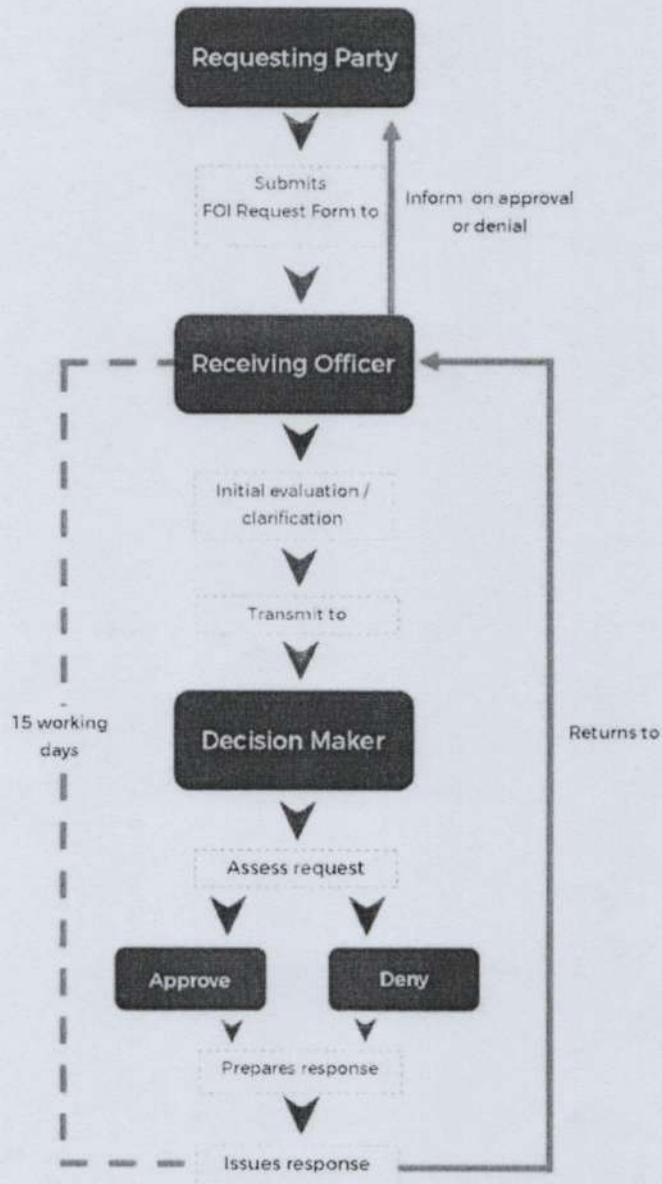 Requesting Party
Submits
FOI Request Form to
Inform on approval
or denial
Receiving Officer
Initial evaluation /
clarification
Transmit to
15 working
days
Decision Maker
Returns to
Assess request
Approve
Deny
Prepares response
Issues response